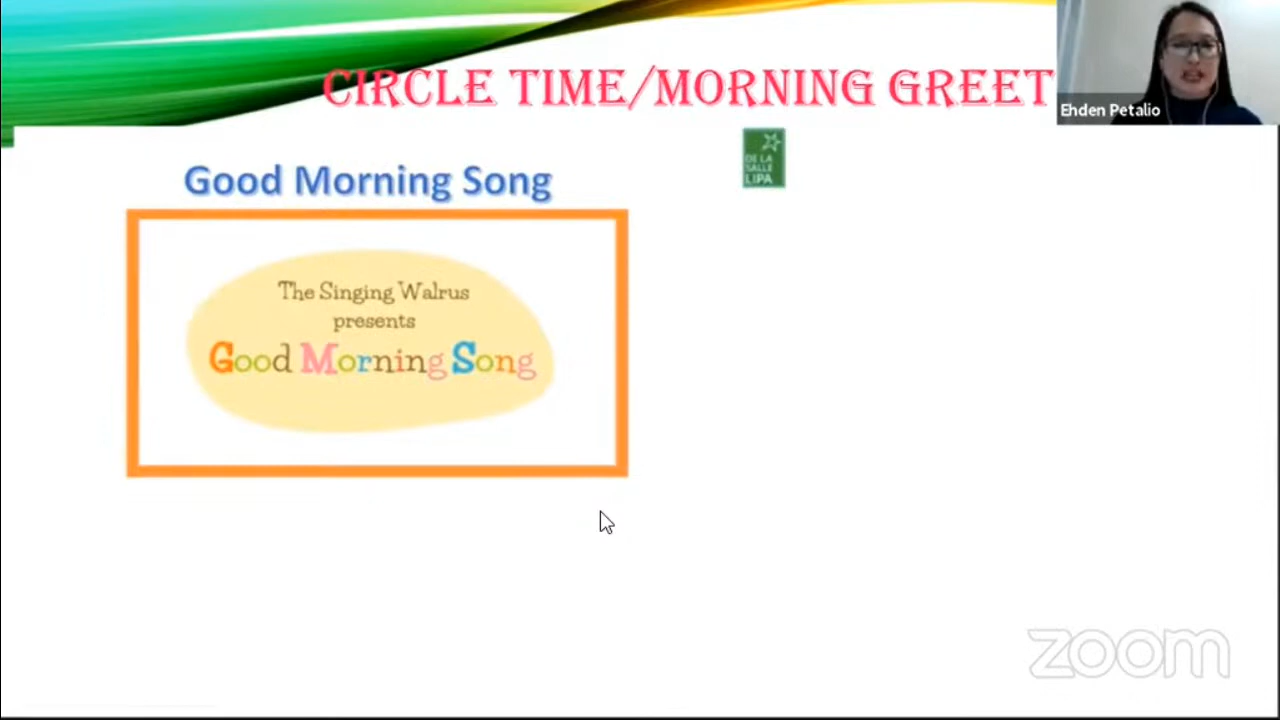 CIRCLE TIME/MORNING GREET
Ehden Petalio
DE LA
SALLE
LIPA
Good Morning Song
The Singing Walrus
presents
Good Morning Song
zoom